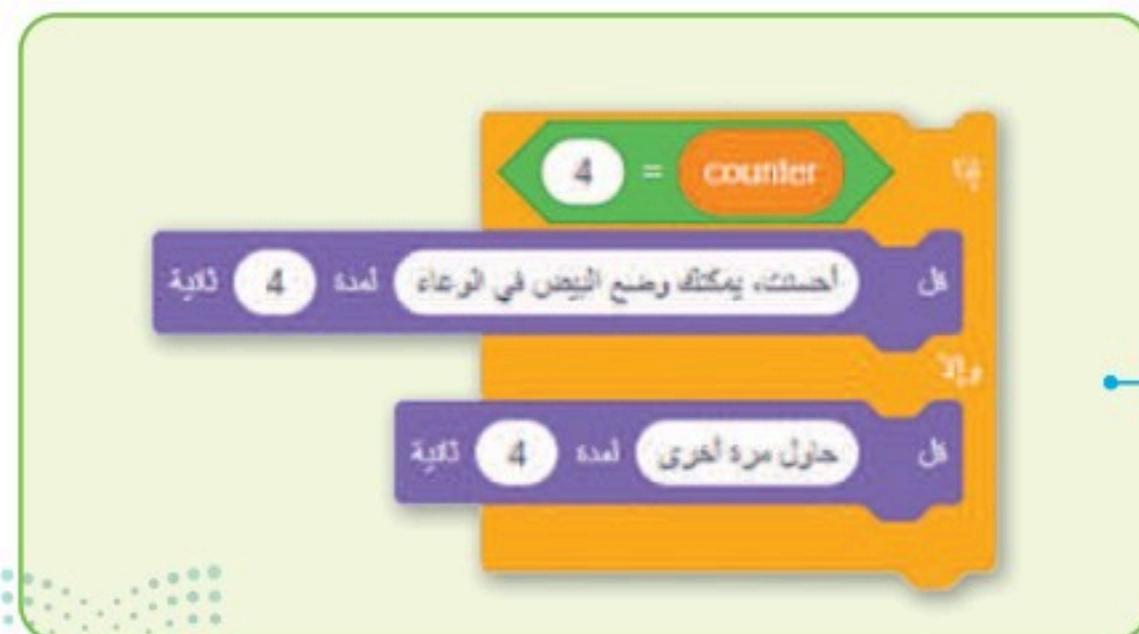 إذا counter = 4
قل أحسنت، يمكنك وضع البيض في الوعاء لمدة 4 ثانية
وإلا
قل حاول مرة أخرى لمدة 4 ثانية